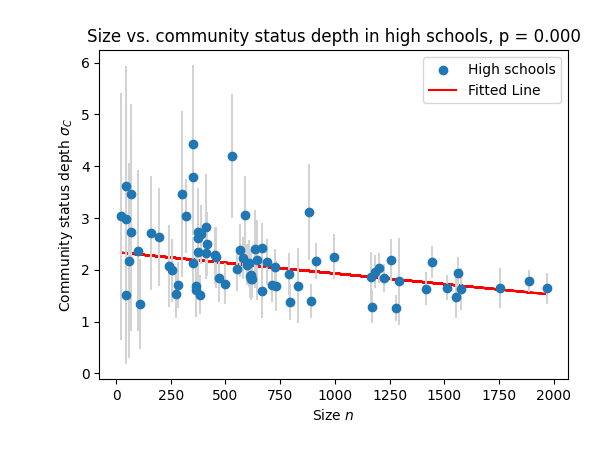 Size vs. community status depth in high schools, p = 0.000
High schools
Fitted Line
Community status depth σ_C
6
5
4
3
2
1
0
0 250 500 750 1000 1250 1500 1750 2000
Size n